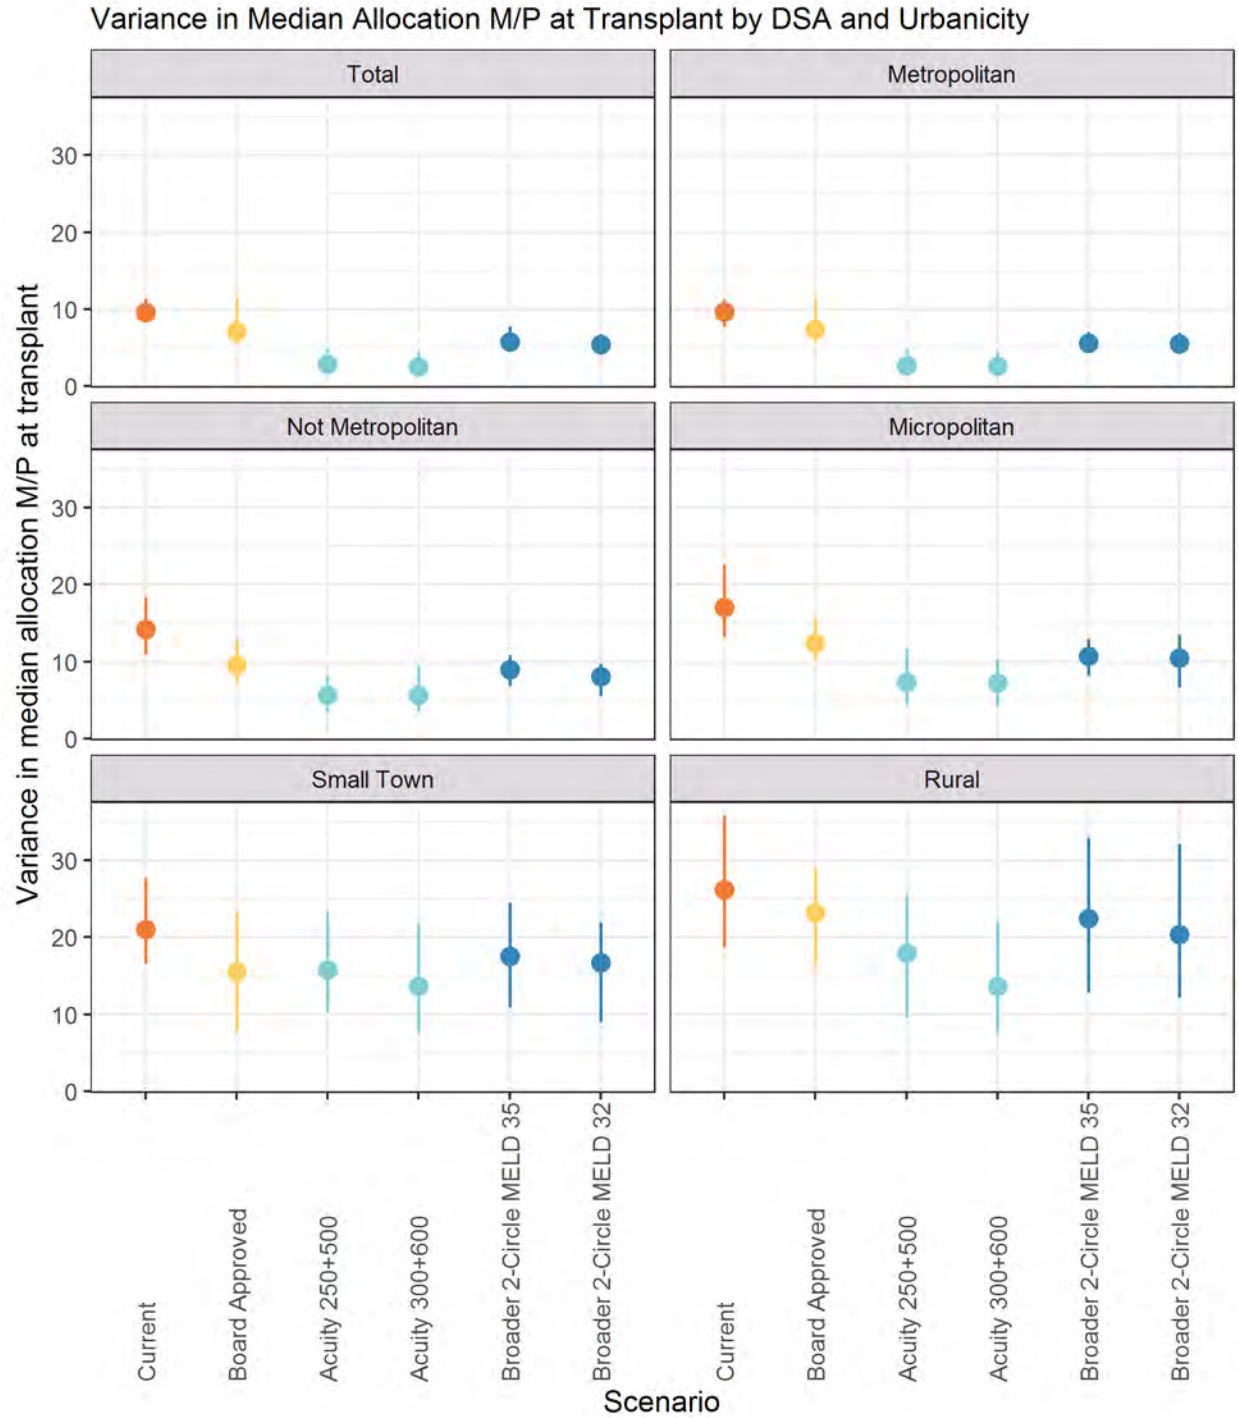 Variance in Median Allocation M/P at Transplant by DSA and Urbanicity
Total
Metropolitan
Variance in median allocation M/P at transplant
30
20
10
0
Not Metropolitan
Micropolitan
30
20
10
0
Small Town
Rural
30
20
10
0
Current
Board Approved
Acuity 250+500
Acuity 300+600
Broader 2-Circle MELD 35
Broader 2-Circle MELD 32
Current
Board Approved
Acuity 250+500
Acuity 300+600
Broader 2-Circle MELD 35
Broader 2-Circle MELD 32
Scenario